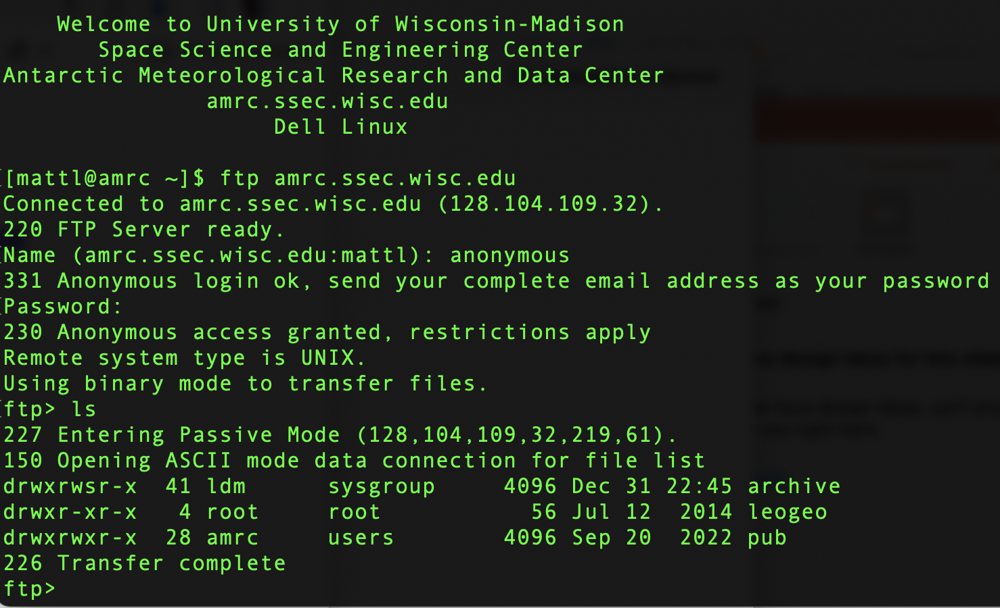 Welcome to University of Wisconsin-Madison
Space Science and Engineering Center
Antarctic Meteorological Research and Data Center
amrc.ssec.wisc.edu
Dell Linux
[mattl@amrc ~]$ ftp amrc.ssec.wisc.edu
Connected to amrc.ssec.wisc.edu (128.104.109.32).
220 FTP Server ready.
Name (amrc.ssec.wisc.edu:mattl): anonymous
331 Anonymous login ok, send your complete email address as your password
Password:
230 Anonymous access granted, restrictions apply
Remote system type is UNIX.
Using binary mode to transfer files.
ftp> ls
227 Entering Passive Mode (128,104,109,32,219,61).
150 Opening ASCII mode data connection for file list
drwxrwsr-x  41 ldm      sysgroup     4096 Dec 31 22:45 archive
drwxr-xr-x   4 root     root           56 Jul 12  2014 leogeo
drwxrwxr-x  28 amrc     users        4096 Sep 20  2022 pub
226 Transfer complete
ftp>